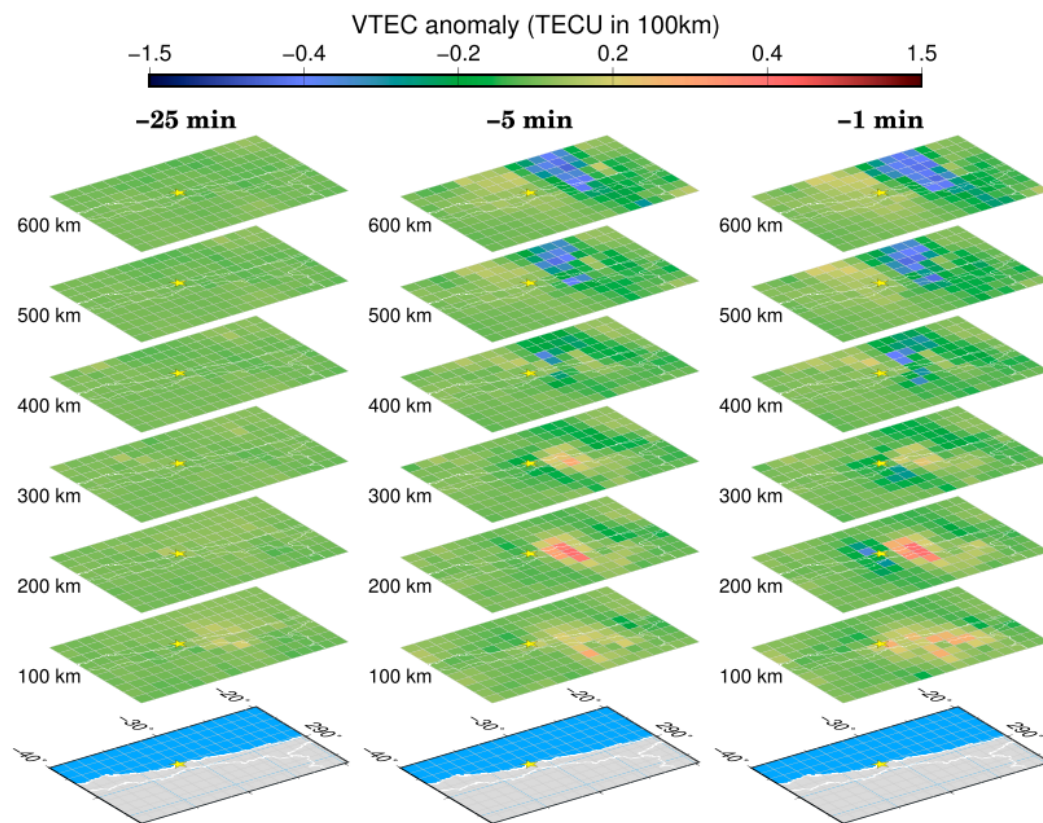 VTEC anomaly (TECU in 100km)
−1.5 −0.4 −0.2 0.2 0.4 1.5
−25 min −5 min −1 min
600 km 600 km 600 km
500 km 500 km 500 km
400 km 400 km 400 km
300 km 300 km 300 km
200 km 200 km 200 km
100 km 100 km 100 km
−20° −20° −20°
−30° 290° −30° 290° −30° 290°
−40° −40° −40°